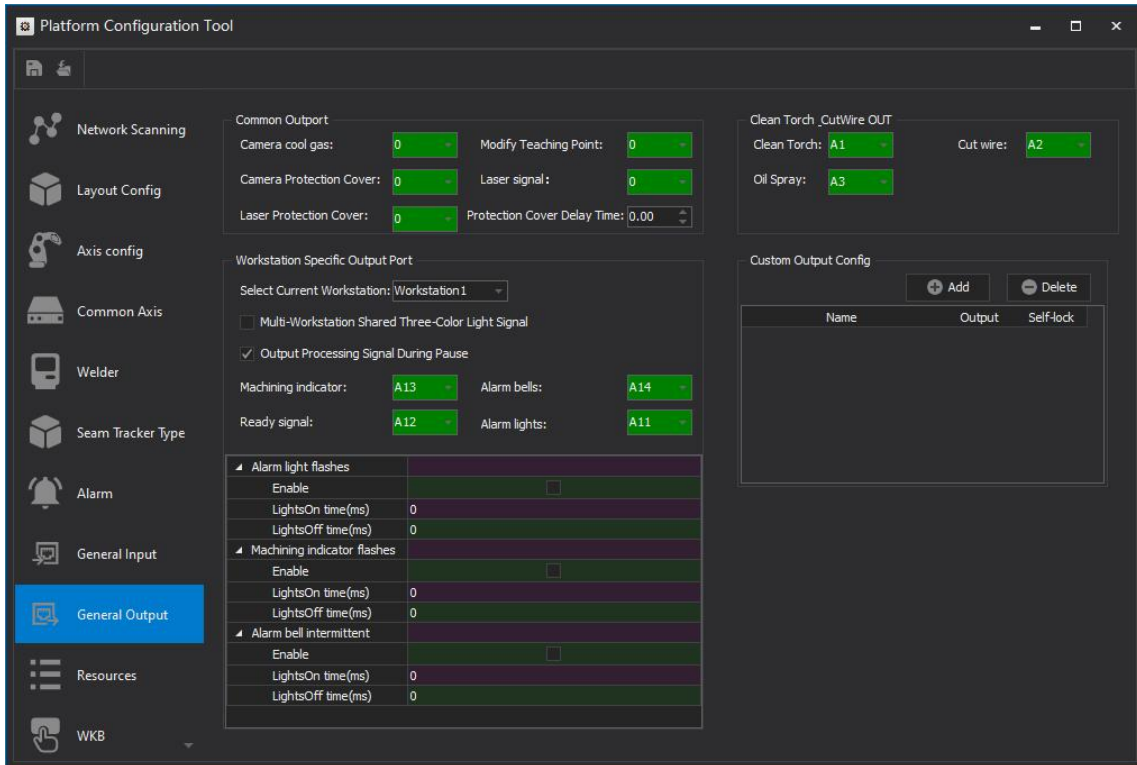 Platform Configuration Tool
Network Scanning
Layout Config
Axis config
Common Axis
Welder
Seam Tracker Type
Alarm
General Input
General Output
Resources
WKB
Common Outport
Camera cool gas: 0 Modify Teaching Point: 0
Camera Protection Cover: 0 Laser signal: 0
Laser Protection Cover: 0 Protection Cover Delay Time: 0.00
Workstation Specific Output Port
Select Current Workstation: Workstation1
Multi-Workstation Shared Three-Color Light Signal
Output Processing Signal During Pause
Machining indicator: A13 Alarm bells: A14
Ready signal: A12 Alarm lights: A11
Alarm light flashes
Enable
LightsOn time(ms) 0
LightsOff time(ms) 0
Machining indicator flashes
Enable
LightsOn time(ms) 0
LightsOff time(ms) 0
Alarm bell intermittent
Enable
LightsOn time(ms) 0
LightsOff time(ms) 0
Clean Torch _CutWire OUT
Clean Torch: A1 Cut wire: A2
Oil Spray: A3
Custom Output Config
Add Delete
Name Output Self-lock